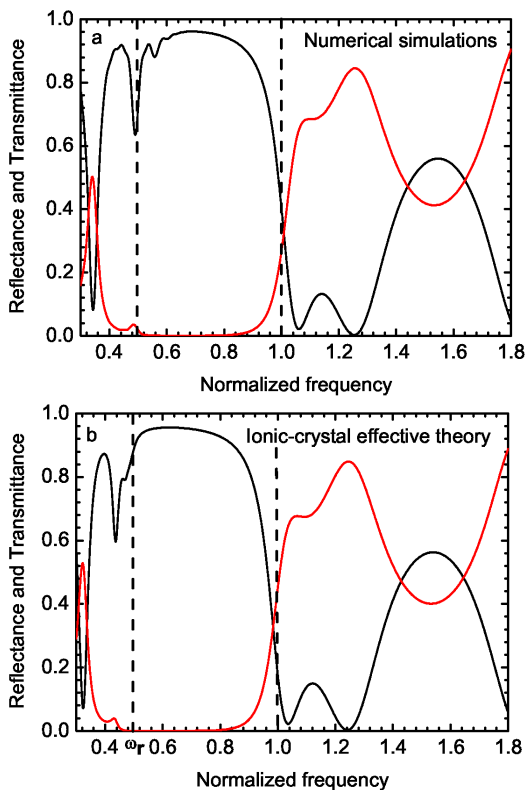 1.0
a
Numerical simulations
0.8
0.6
0.4
0.2
0.0
Reflectance and Transmittance
0.4 0.6 0.8 1.0 1.2 1.4 1.6 1.8
Normalized frequency
1.0
b
Ionic-crystal effective theory
0.8
0.6
0.4
0.2
0.0
Reflectance and Transmittance
0.4 ωr 0.6 0.8 1.0 1.2 1.4 1.6 1.8
Normalized frequency